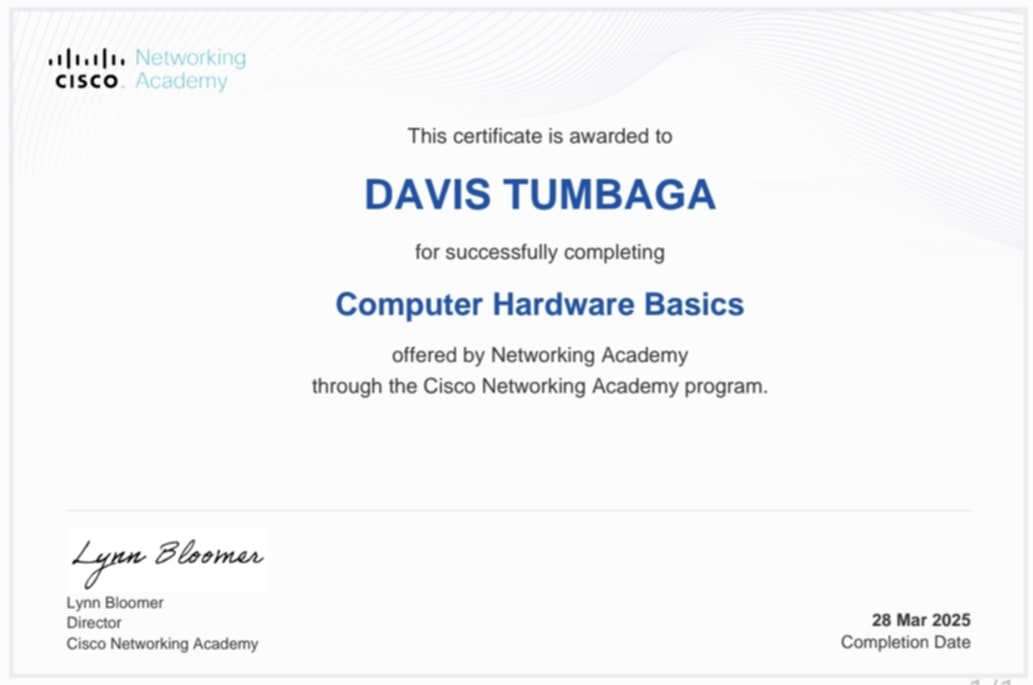 CISCO Networking
Academy
This certificate is awarded to
DAVIS TUMBAGA
for successfully completing
Computer Hardware Basics
offered by Networking Academy
through the Cisco Networking Academy program.
Lynn Bloomer
Lynn Bloomer
Director
Cisco Networking Academy
28 Mar 2025
Completion Date